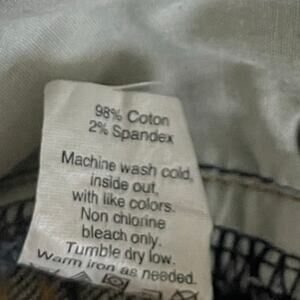 98% Coton
2% Spandex
Machine wash cold,
inside out,
with like colors.
Non chlorine
bleach only.
Tumble dry low.
Warm iron as needed.